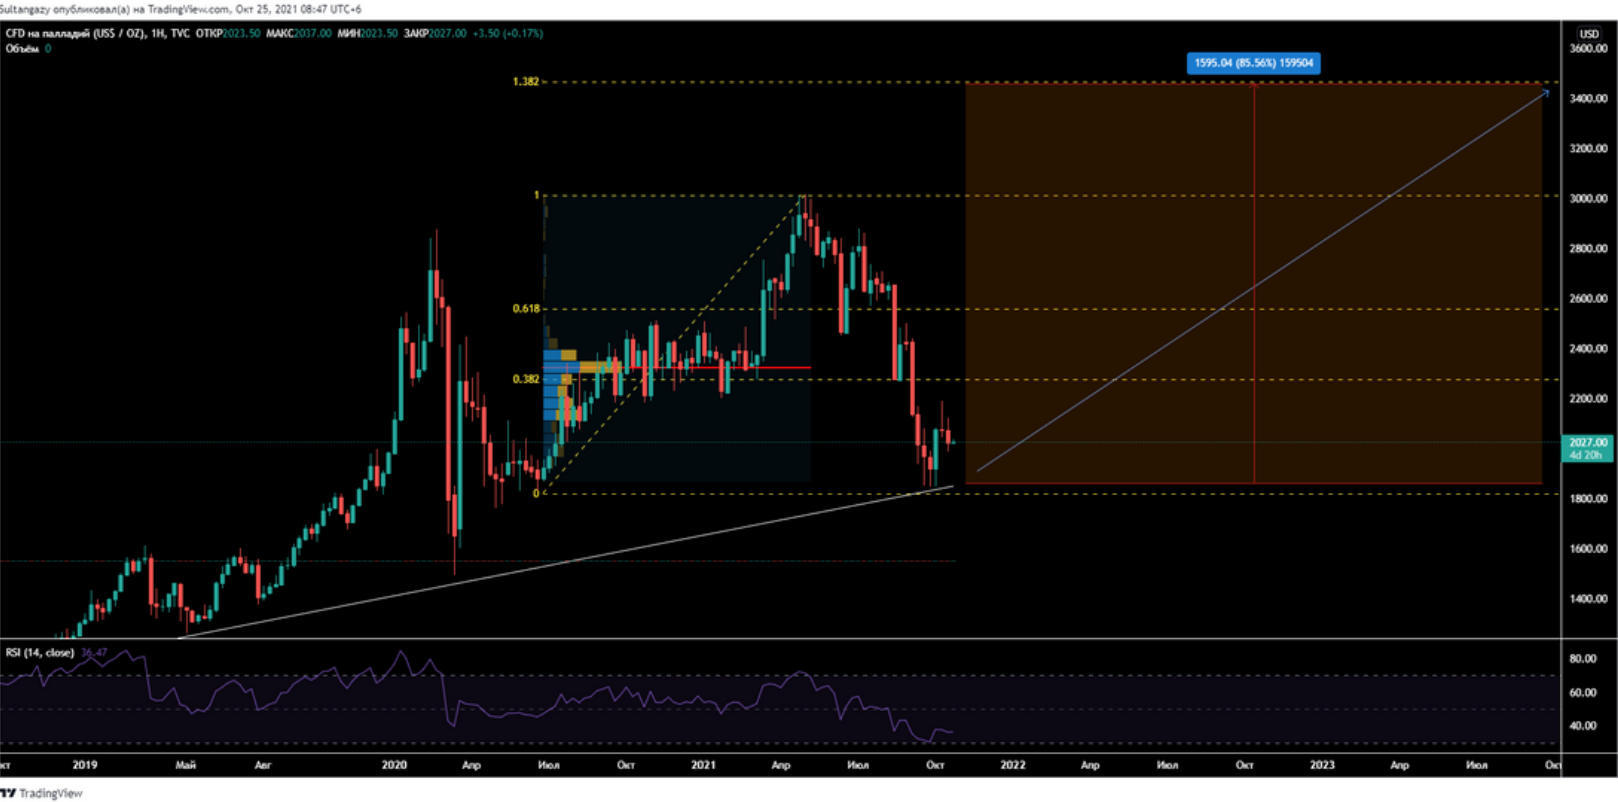 Sultangazy опубликовал(а) на TradingView.com, Окт 25, 2021 08:47 UTC+6
CFD на палладий (US$ / OZ), 1Н, TVC ОТКР2023.50 МАКС2037.00 МИН2023.50 ЗАКР2027.00 +3.50 (+0.17%)
Объём 0
USD
3600.00
1595.04 (85.56%) 159504
1.382
3400.00
3200.00
1
3000.00
2800.00
2600.00
0.618
2400.00
0.382
2200.00
2027.00
4d 20h
0
1800.00
1600.00
1400.00
RSI (14, close) 36.47
80.00
60.00
40.00
2019 Май Авг 2020 Апр Июл Окт 2021 Апр Июл Окт 2022 Апр Июл Окт 2023 Апр Июл
TradingView